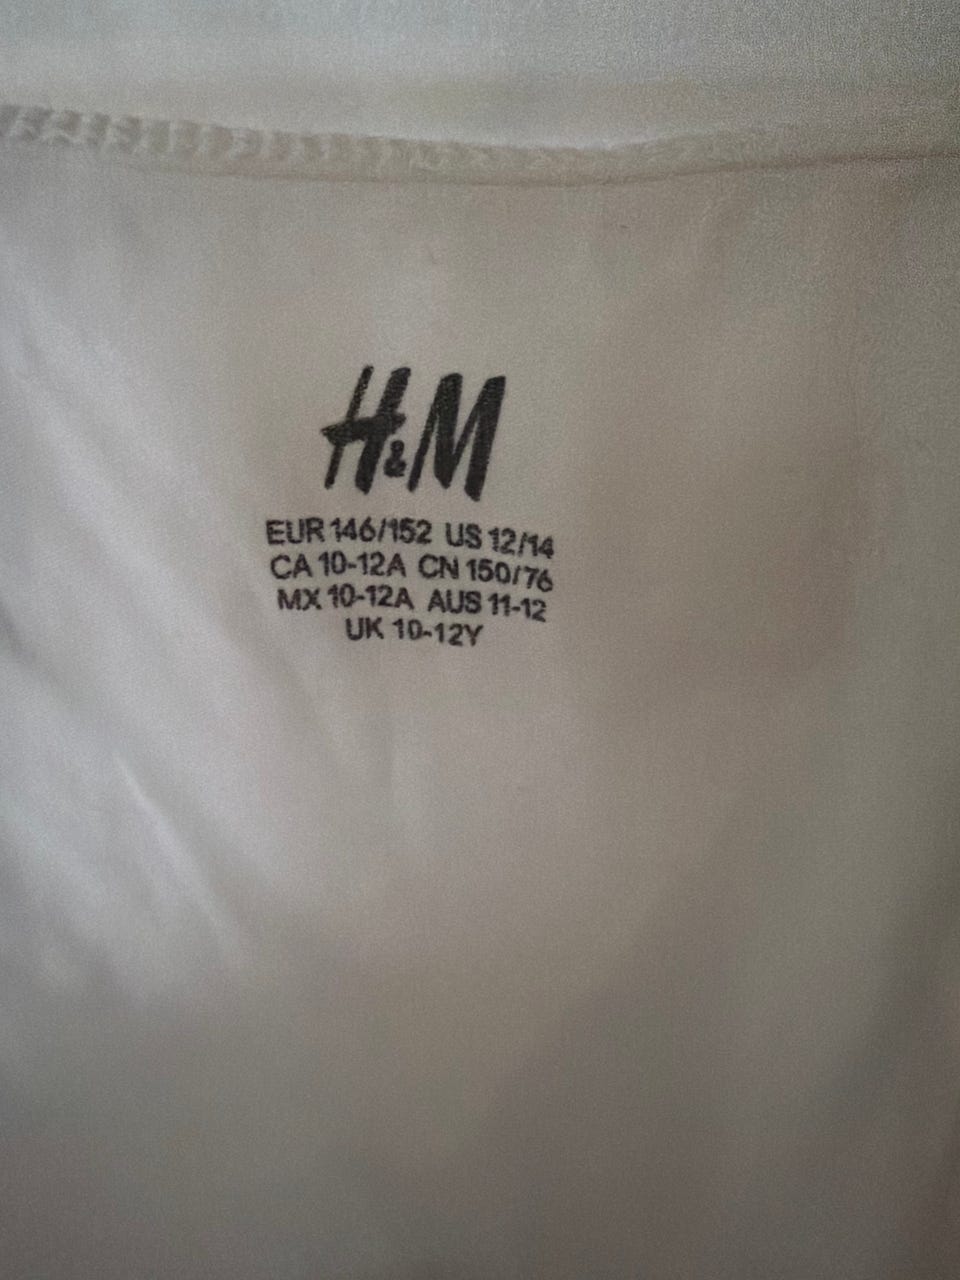 H&M
EUR 146/152 US 12/14
CA 10-12A CN 150/76
MX 10-12A AUS 11-12
UK 10-12Y